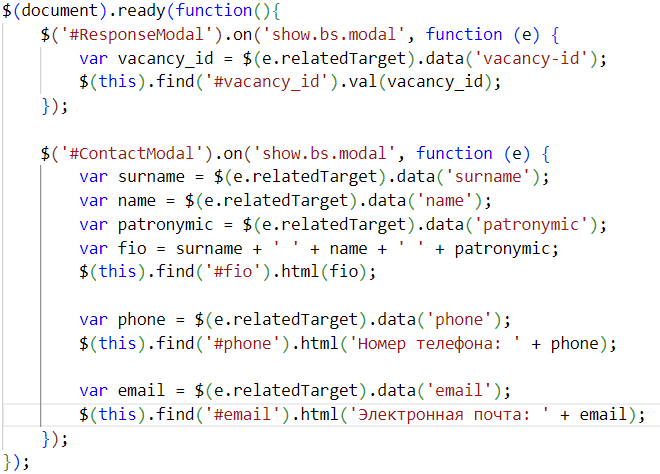 $(document).ready(function(){
    $('#ResponseModal').on('show.bs.modal', function (e) {
        var vacancy_id = $(e.relatedTarget).data('vacancy-id');
        $(this).find('#vacancy_id').val(vacancy_id);
    });

    $('#ContactModal').on('show.bs.modal', function (e) {
        var surname = $(e.relatedTarget).data('surname');
        var name = $(e.relatedTarget).data('name');
        var patronymic = $(e.relatedTarget).data('patronymic');
        var fio = surname + ' ' + name + ' ' + patronymic;
        $(this).find('#fio').html(fio);

        var phone = $(e.relatedTarget).data('phone');
        $(this).find('#phone').html('Номер телефона: ' + phone);

        var email = $(e.relatedTarget).data('email');
        $(this).find('#email').html('Электронная почта: ' + email);
    });
});